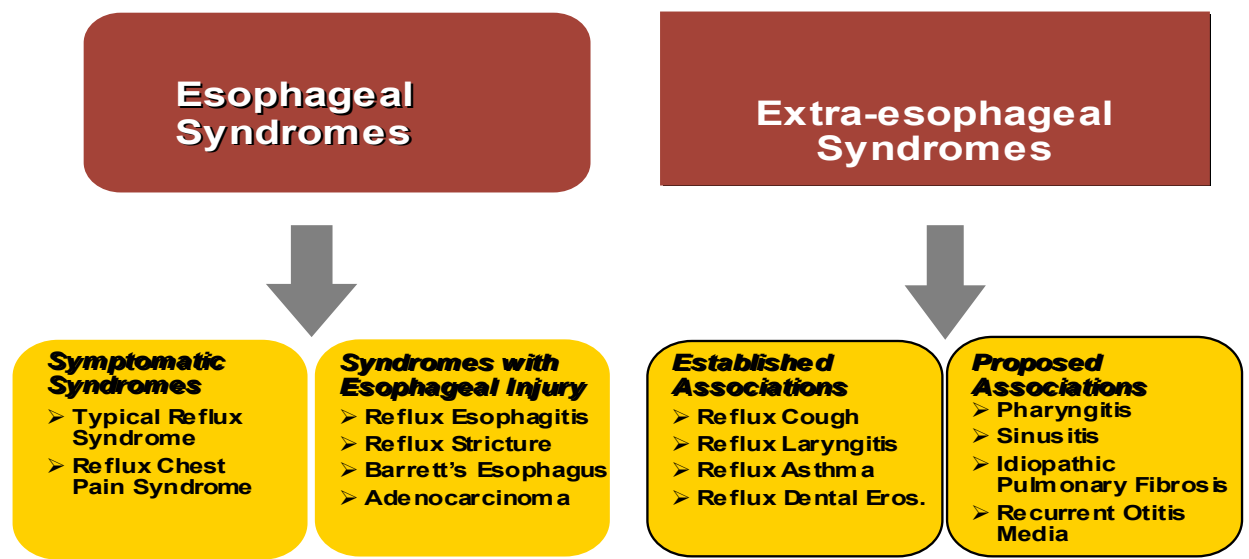 Esophageal
Syndromes
Extra-esophageal
Syndromes
Symptomatic
Syndromes
➢ Typical Reflux
Syndrome
➢ Reflux Chest
Pain Syndrome
Syndromes with
Esophageal Injury
➢ Reflux Esophagitis
➢ Reflux Stricture
➢ Barrett's Esophagus
➢ Adenocarcinoma
Established
Associations
➢ Reflux Cough
➢ Reflux Laryngitis
➢ Reflux Asthma
➢ Reflux Dental Eros.
Proposed
Associations
➢ Pharyngitis
➢ Sinusitis
➢ Idiopathic
Pulmonary Fibrosis
➢ Recurrent Otitis
Media